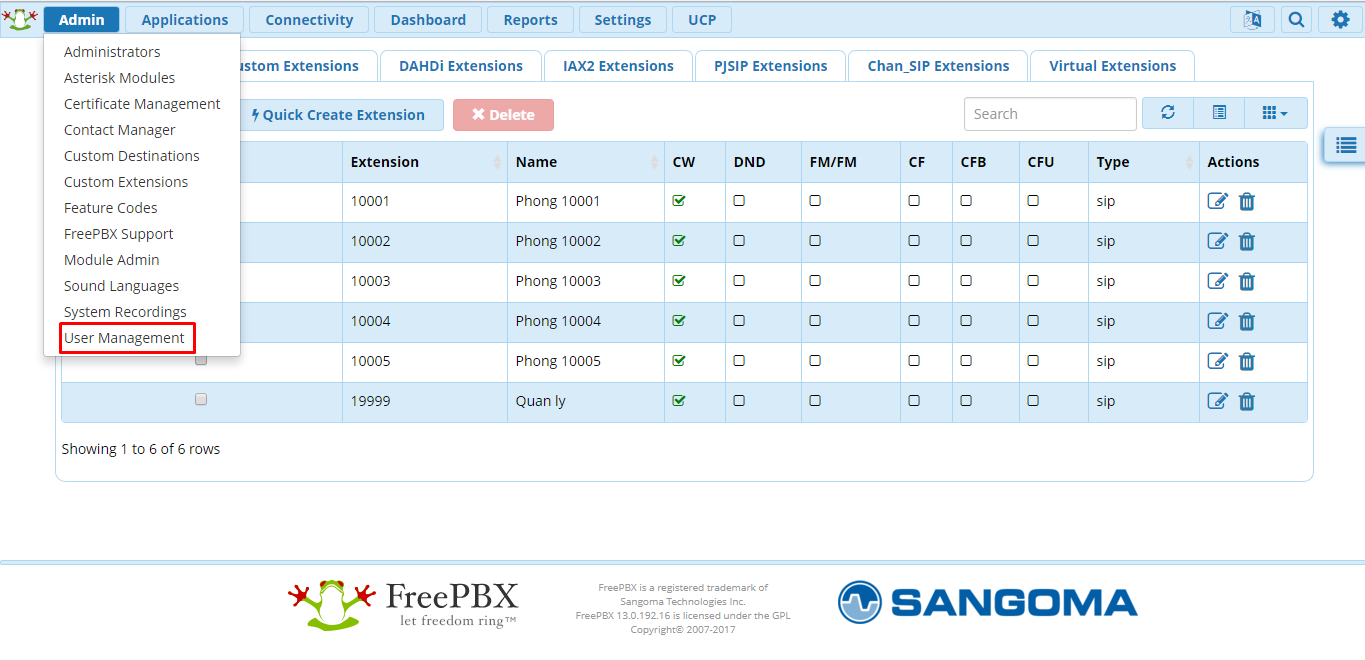 Admin Applications Connectivity Dashboard Reports Settings UCP
Administrators
Asterisk Modules
Certificate Management
Contact Manager
Custom Destinations
Custom Extensions
Feature Codes
FreePBX Support
Module Admin
Sound Languages
System Recordings
User Management
ustom Extensions DAHDi Extensions IAX2 Extensions PJSIP Extensions Chan_SIP Extensions Virtual Extensions
Quick Create Extension Delete Search
Extension Name CW DND FM/FM CF CFB CFU Type Actions
10001 Phong 10001 sip
10002 Phong 10002 sip
10003 Phong 10003 sip
10004 Phong 10004 sip
10005 Phong 10005 sip
19999 Quan ly sip
Showing 1 to 6 of 6 rows
FreePBX
let freedom ring™
FreePBX is a registered trademark of
Sangoma Technologies Inc.
FreePBX 13.0.192.16 is licensed under the GPL
Copyright© 2007-2017
SANGOMA